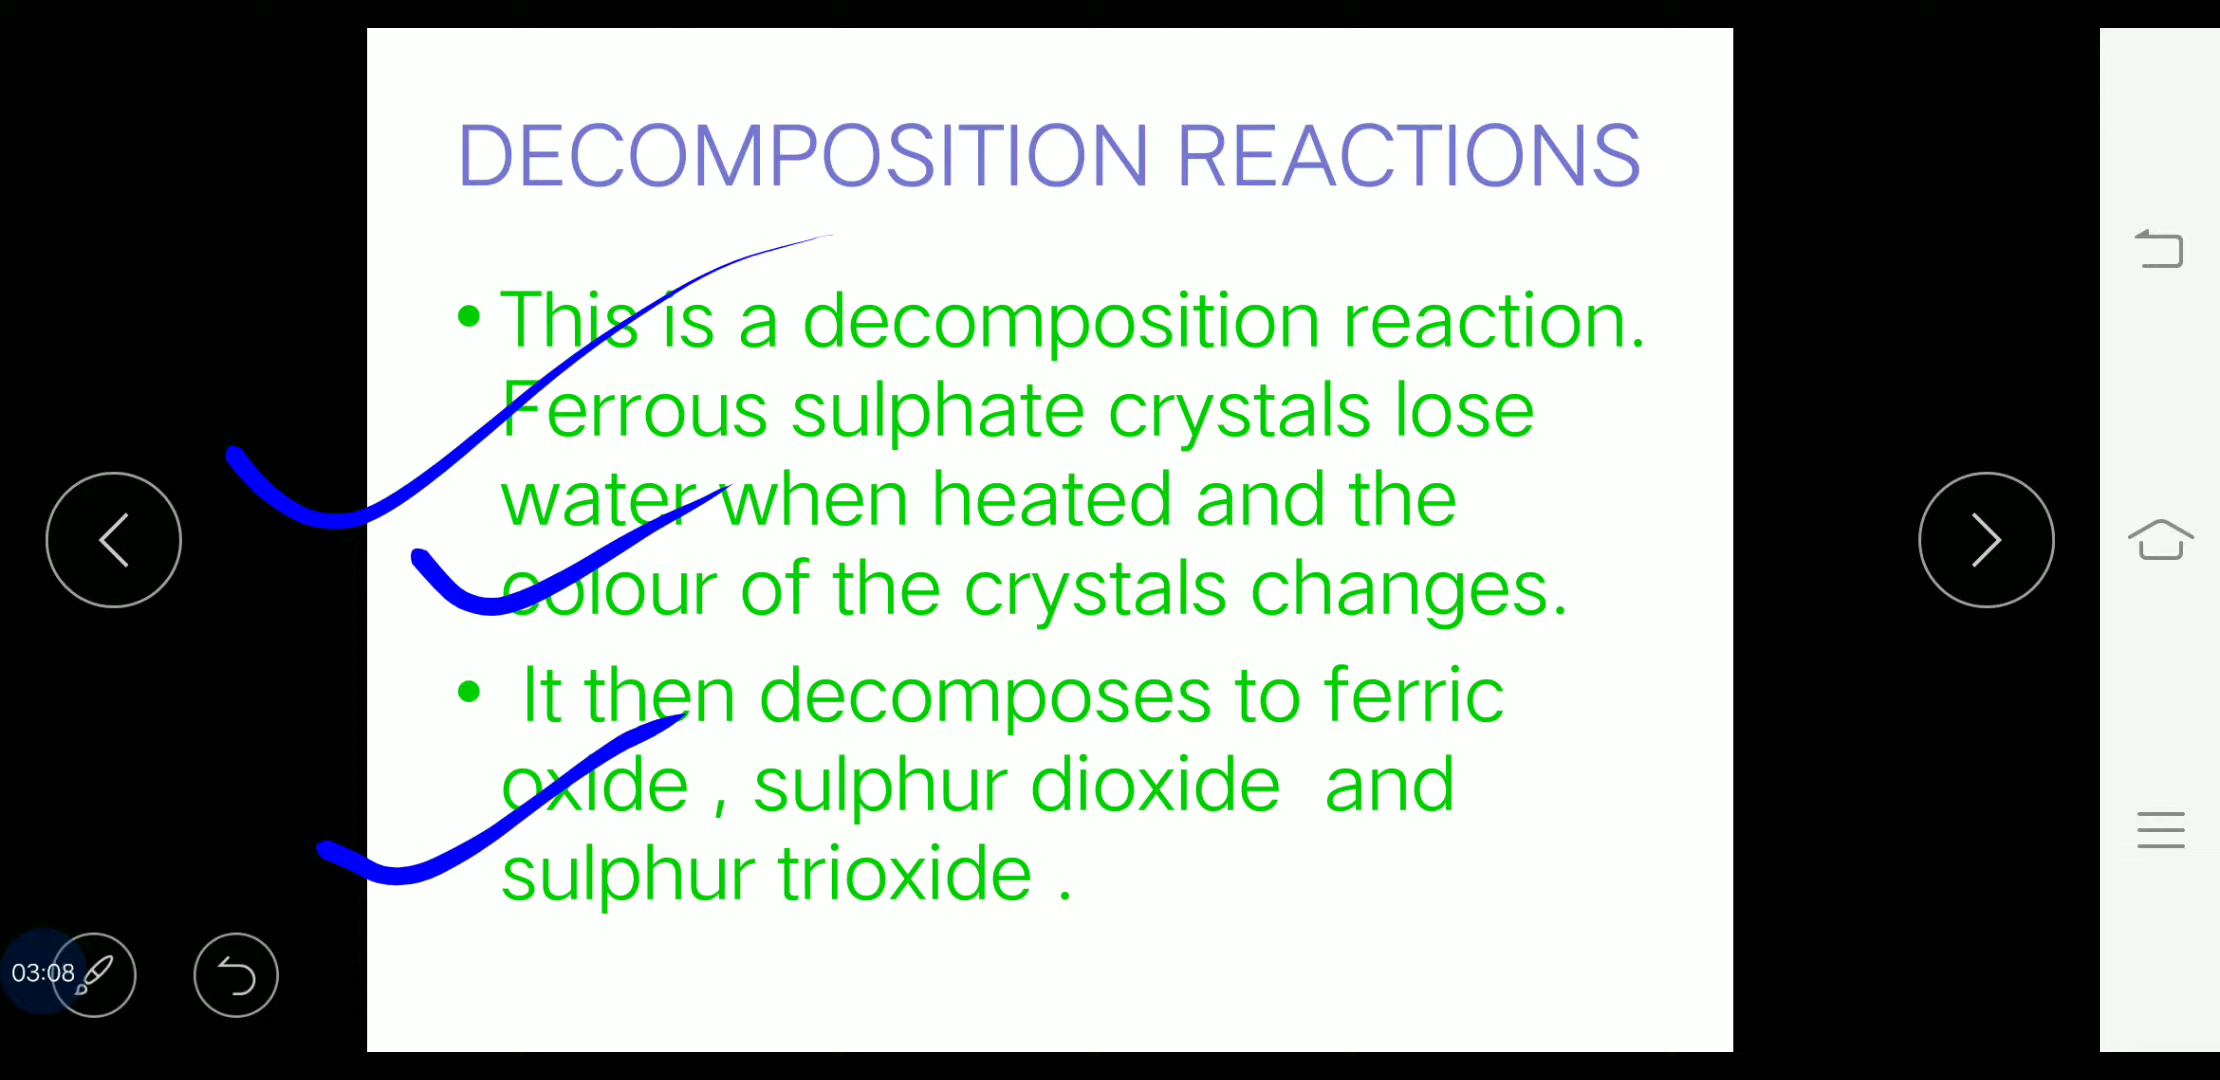 DECOMPOSITION REACTIONS
• This is a decomposition reaction.
Ferrous sulphate crystals lose
water when heated and the
colour of the crystals changes.
• It then decomposes to ferric
oxide , sulphur dioxide and
sulphur trioxide .
03:08